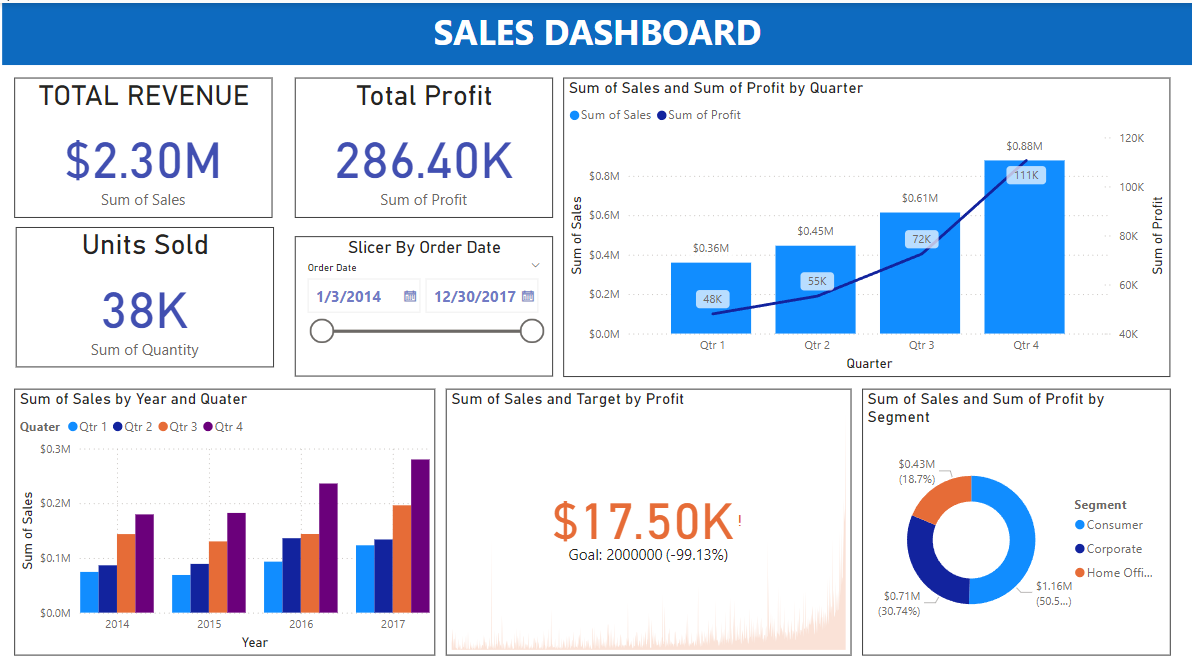 SALES DASHBOARD
TOTAL REVENUE
$2.30M
Sum of Sales
Total Profit
286.40K
Sum of Profit
Units Sold
38K
Sum of Quantity
Slicer By Order Date
Order Date
1/3/2014 12/30/2017
Sum of Sales and Sum of Profit by Quarter
Sum of Sales Sum of Profit
Sum of Sales
$0.8M
$0.6M
$0.4M
$0.2M
$0.0M
$0.36M
$0.45M
$0.61M
$0.88M
48K
55K
72K
111K
120K
100K
80K
60K
40K
Sum of Profit
Qtr 1 Qtr 2 Qtr 3 Qtr 4
Quarter
Sum of Sales by Year and Quater
Quater Qtr 1 Qtr 2 Qtr 3 Qtr 4
Sum of Sales
$0.3M
$0.2M
$0.1M
$0.0M
2014 2015 2016 2017
Year
Sum of Sales and Target by Profit
$17.50K!
Goal: 2000000 (-99.13%)
Sum of Sales and Sum of Profit by
Segment
$0.43M
(18.7%)
$0.71M
(30.74%)
$1.16M
(50.5...)
Segment
Consumer
Corporate
Home Offi...